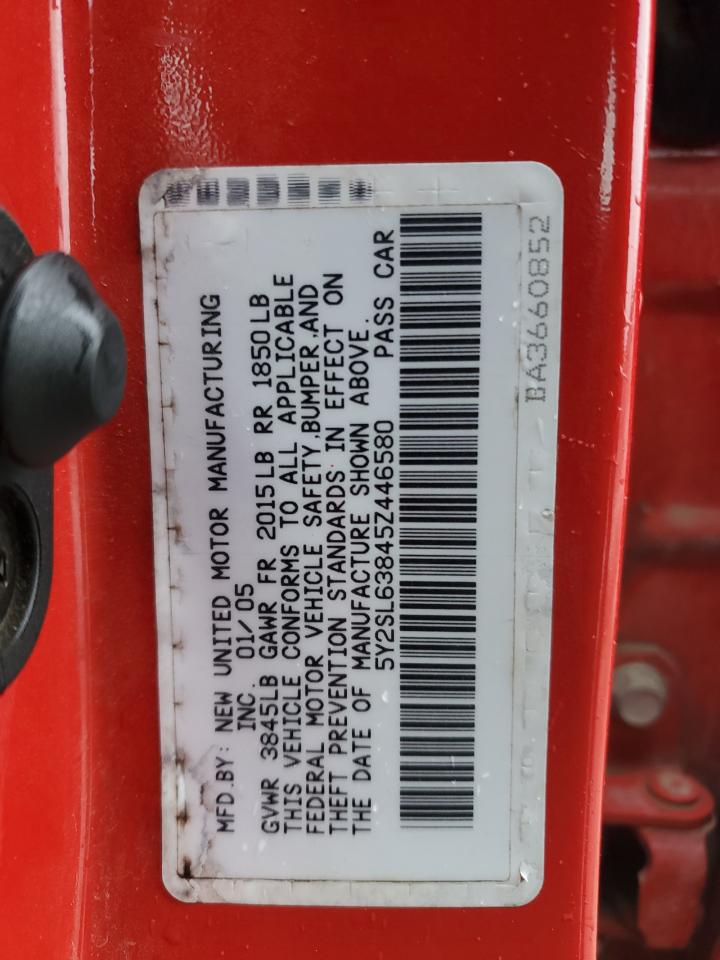 MFD.BY: NEW UNITED MOTOR MANUFACTURING
INC. 01/05
GVWR 3845LB GAWR FR 2015LB RR 1850LB
THIS VEHICLE CONFORMS TO ALL APPLICABLE
FEDERAL MOTOR VEHICLE SAFETY,BUMPER,AND
THEFT PREVENTION STANDARDS IN EFFECT ON
THE DATE OF MANUFACTURE SHOWN ABOVE.
5Y2SL63845Z446580 PASS CAR
BA3660852